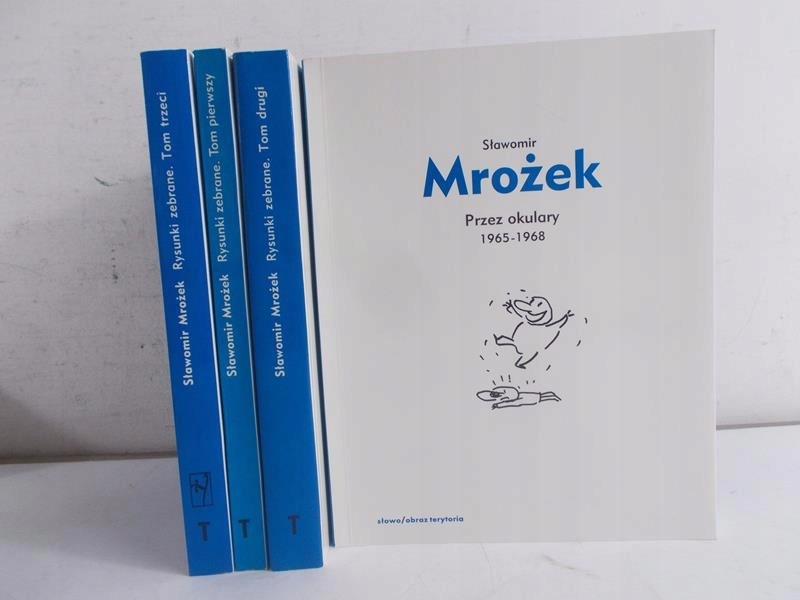 Sławomir Mrożek Rysunki zebrane. Tom trzeci
T
Sławomir Mrożek Rysunki zebrane. Tom pierwszy
T
Sławomir Mrożek Rysunki zebrane. Tom drugi
T
Sławomir
Mrożek
Przez okulary
1965-1968
słowo/obraz terytoria